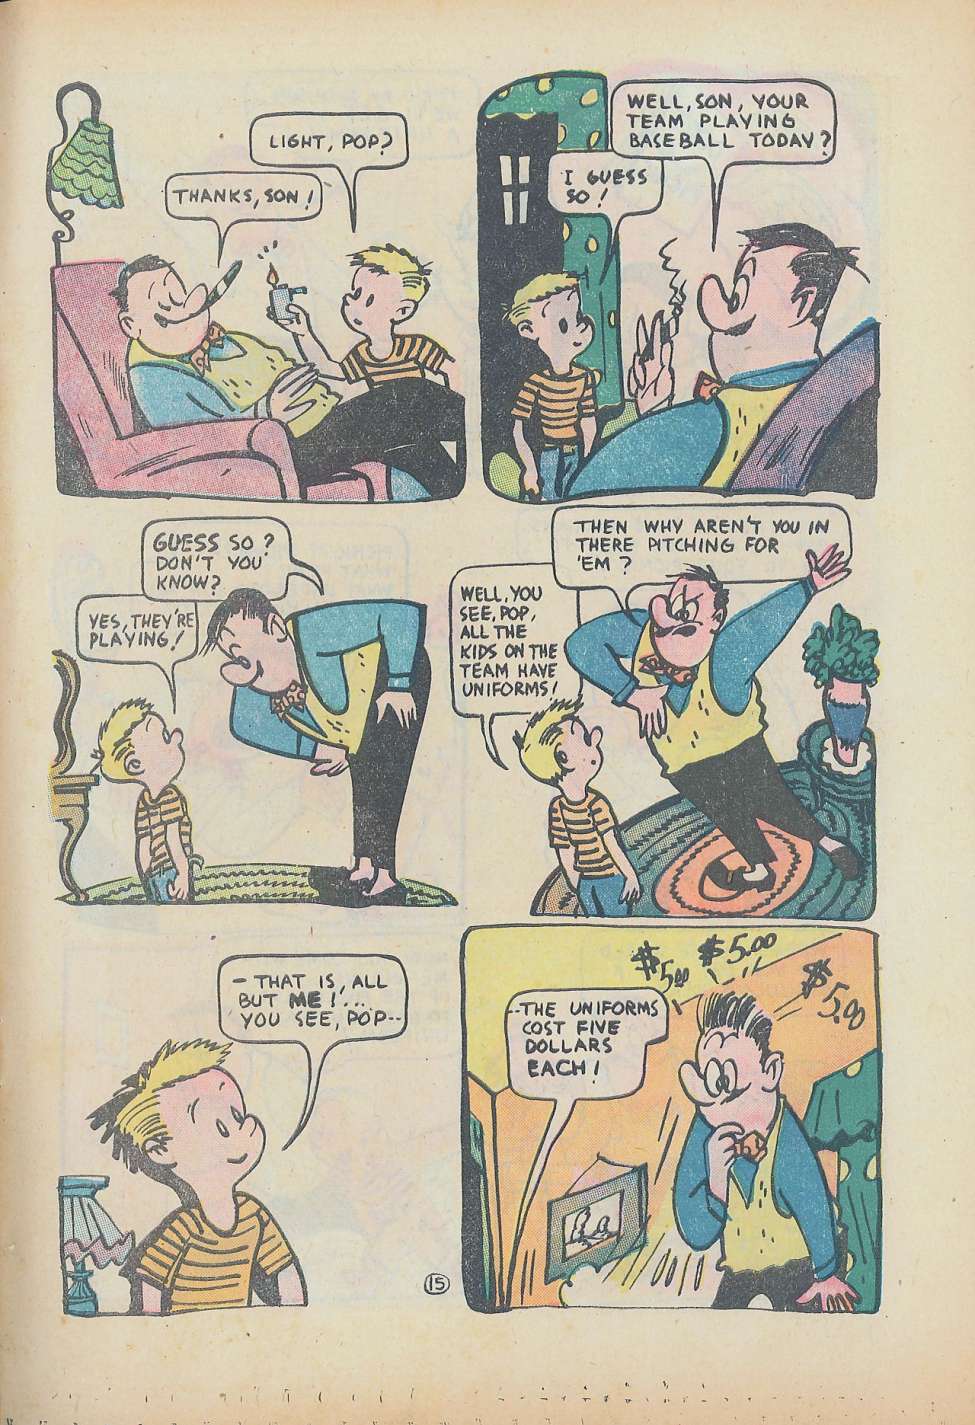 LIGHT, POP?
THANKS, SON!
WELL, SON, YOUR
TEAM PLAYING
BASEBALL TODAY?
I GUESS
SO!
GUESS SO?
DON'T YOU
KNOW?
YES, THEY'RE
PLAYING!
THEN WHY AREN'T YOU IN
THERE PITCHING FOR
'EM?
WELL, YOU
SEE, POP,
ALL THE
KIDS ON THE
TEAM HAVE
UNIFORMS!
- THAT IS, ALL
BUT ME!...
YOU SEE, POP--
--THE UNIFORMS
COST FIVE
DOLLARS
EACH!
$5.00
$5.00
$5.00
15